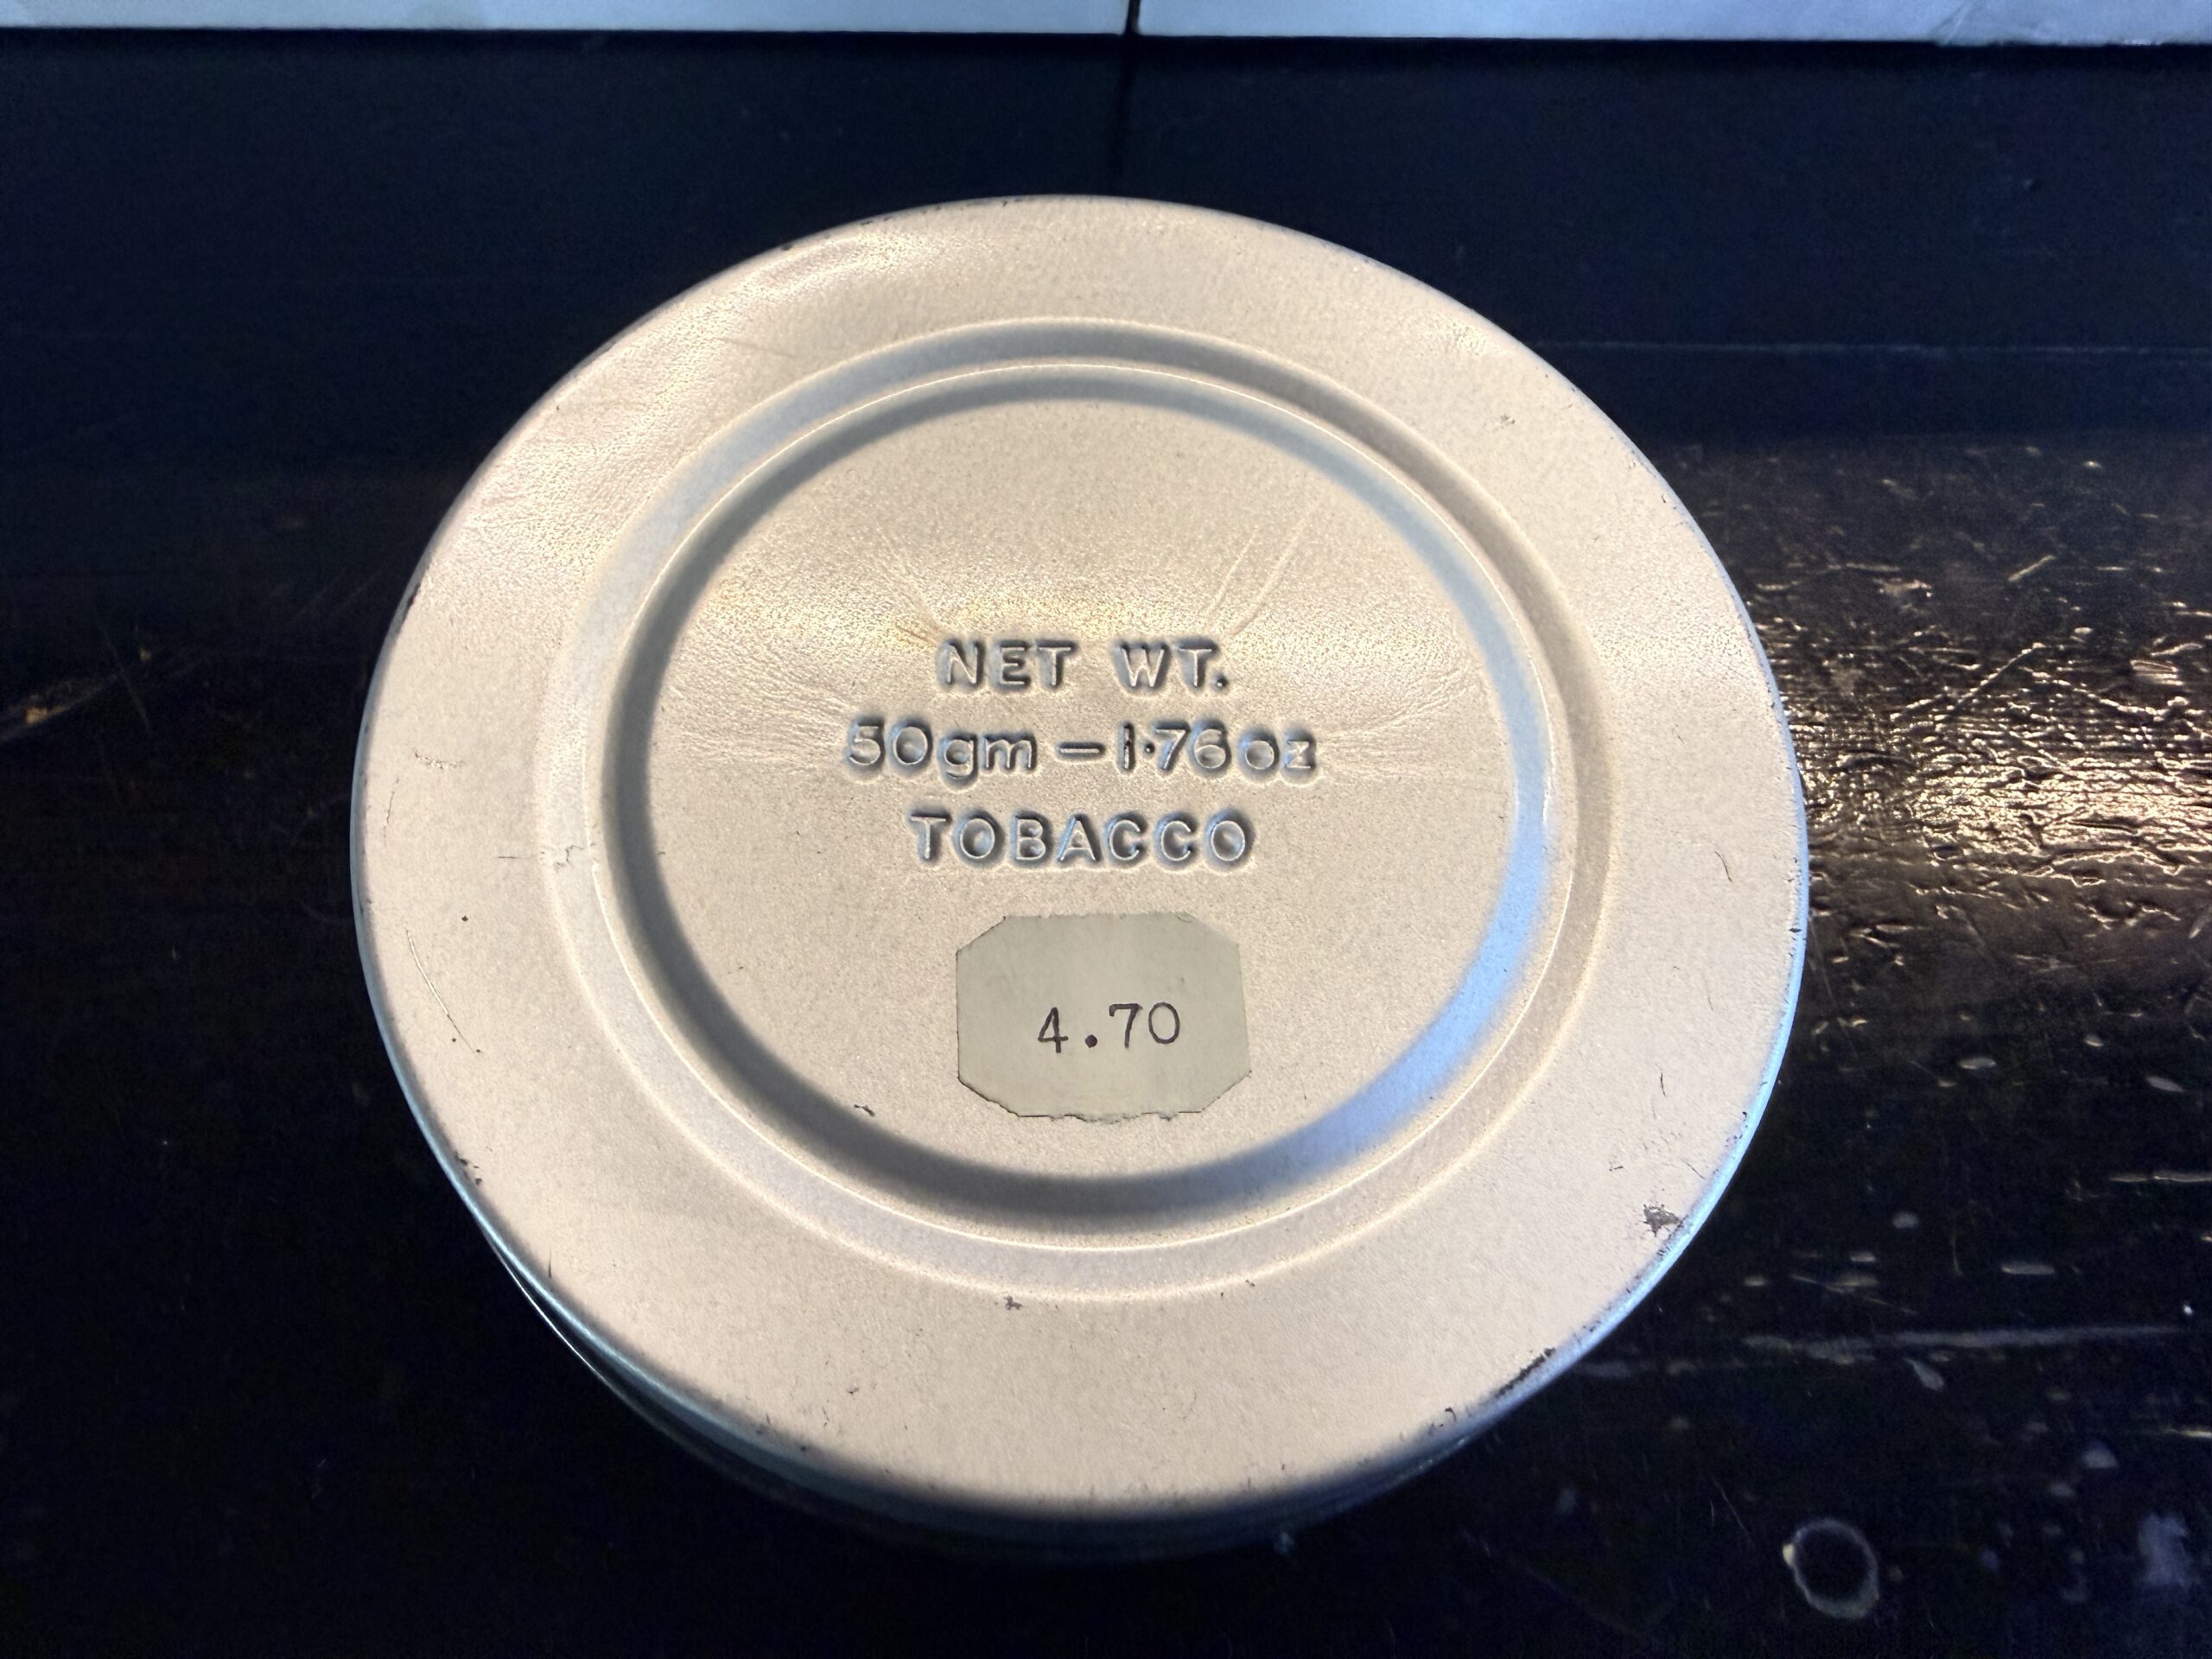 NET WT.
50gm – 1·76oz
TOBACCO
4.70